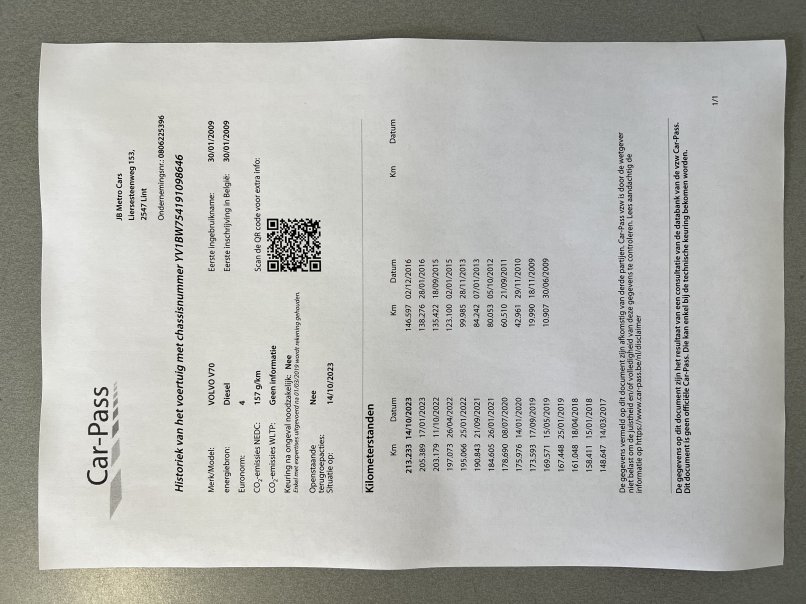 Car-Pass
JB Metro Cars
Liersesteenweg 153,
2547 Lint
Ondernemingsnr.: 0806225396
Historiek van het voertuig met chassisnummer YV1BW754191098646
Merk/Model: VOLVO V70
Eerste ingebruikname: 30/01/2009
energiebron: Diesel
Eerste inschrijving in België: 30/01/2009
Euronorm: 4
CO2-emissies NEDC: 157 g/km
Scan de QR code voor extra info:
CO2-emissies WLTP: Geen informatie
Keuring na ongeval noodzakelijk: Nee
Enkel met expertises uitgevoerd na 01/03/2019 wordt rekening gehouden.
Openstaande Nee
terugroepacties:
Situatie op: 14/10/2023
Kilometerstanden
Km Datum Km Datum Km Datum
213.233 14/10/2023 146.597 02/12/2016
205.389 17/01/2023 138.276 28/01/2016
203.179 11/10/2022 135.422 18/09/2015
197.073 26/04/2022 123.100 02/01/2015
195.066 25/01/2022 99.985 28/11/2013
190.843 21/09/2021 84.242 07/01/2013
184.605 26/01/2021 80.053 05/10/2012
178.690 08/07/2020 60.510 21/09/2011
175.976 14/01/2020 42.961 29/11/2010
173.593 17/09/2019 19.990 18/11/2009
169.571 15/05/2019 10.907 30/06/2009
167.448 25/01/2019
161.048 18/04/2018
158.411 15/01/2018
148.647 14/03/2017
De gegevens vermeld op dit document zijn afkomstig van derde partijen. Car-Pass vzw is door de wetgever
niet belast om de juistheid en/of volledigheid van deze gegevens te controleren. Lees aandachtig de
informatie op https://www.car-pass.be/nl/disclaimer
De gegevens op dit document zijn het resultaat van een consultatie van de databank van de vzw Car-Pass.
Dit document is geen officiële Car-Pass. Die kan enkel bij de technische keuring bekomen worden.
1/1